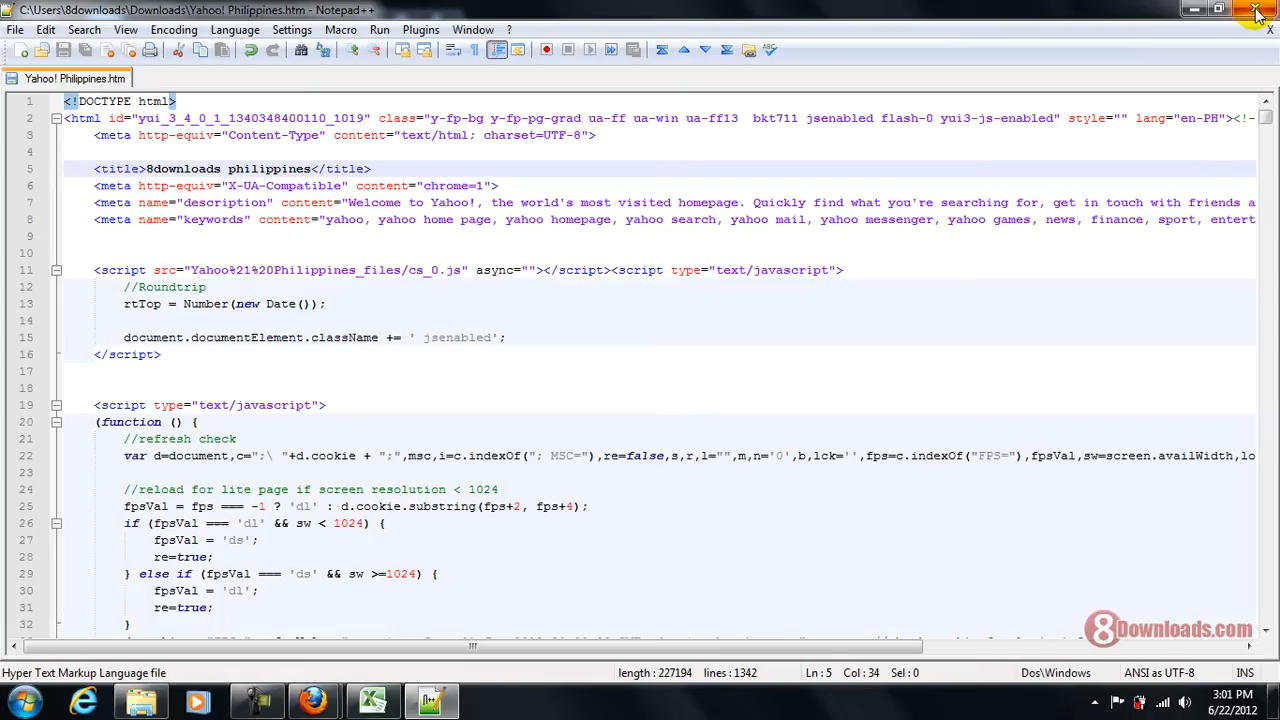 C:\Users\8downloads\Downloads\Yahoo! Philippines.htm - Notepad++
File Edit Search View Encoding Language Settings Macro Run Plugins Window ? X
Yahoo! Philippines.htm
1 <!DOCTYPE html>
2 <html id="yui_3_4_0_1_1340348400110_1019" class="y-fp-bg y-fp-pg-grad ua-ff ua-win ua-ff13  bkt711 jsenabled flash-0 yui3-js-enabled" style="" lang="en-PH"><!-
3 <meta http-equiv="Content-Type" content="text/html; charset=UTF-8">
4
5 <title>8downloads philippines</title>
6 <meta http-equiv="X-UA-Compatible" content="chrome=1">
7 <meta name="description" content="Welcome to Yahoo!, the world's most visited homepage. Quickly find what you're searching for, get in touch with friends a
8 <meta name="keywords" content="yahoo, yahoo home page, yahoo homepage, yahoo search, yahoo mail, yahoo messenger, yahoo games, news, finance, sport, entert
9
10
11 <script src="Yahoo%21%20Philippines_files/cs_0.js" async=""></script><script type="text/javascript">
12 //Roundtrip
13 rtTop = Number(new Date());
14
15 document.documentElement.className += ' jsenabled';
16 </script>
17
18
19 <script type="text/javascript">
20 (function () {
21 //refresh check
22 var d=document,c=";\ "+d.cookie + ";",msc,i=c.indexOf("; MSC="),re=false,s,r,l="",m,n='0',b,lck='',fps=c.indexOf("FPS="),fpsVal,sw=screen.availWidth,lo
23
24 //reload for lite page if screen resolution < 1024
25 fpsVal = fps === -1 ? 'dl' : d.cookie.substring(fps+2, fps+4);
26 if (fpsVal === 'dl' && sw < 1024) {
27 fpsVal = 'ds';
28 re=true;
29 } else if (fpsVal === 'ds' && sw >=1024) {
30 fpsVal = 'dl';
31 re=true;
32 }
8Downloads.com
Hyper Text Markup Language file length : 227194 lines : 1342 Ln : 5 Col : 34 Sel : 0 Dos\Windows ANSI as UTF-8 INS
3:01 PM
6/22/2012